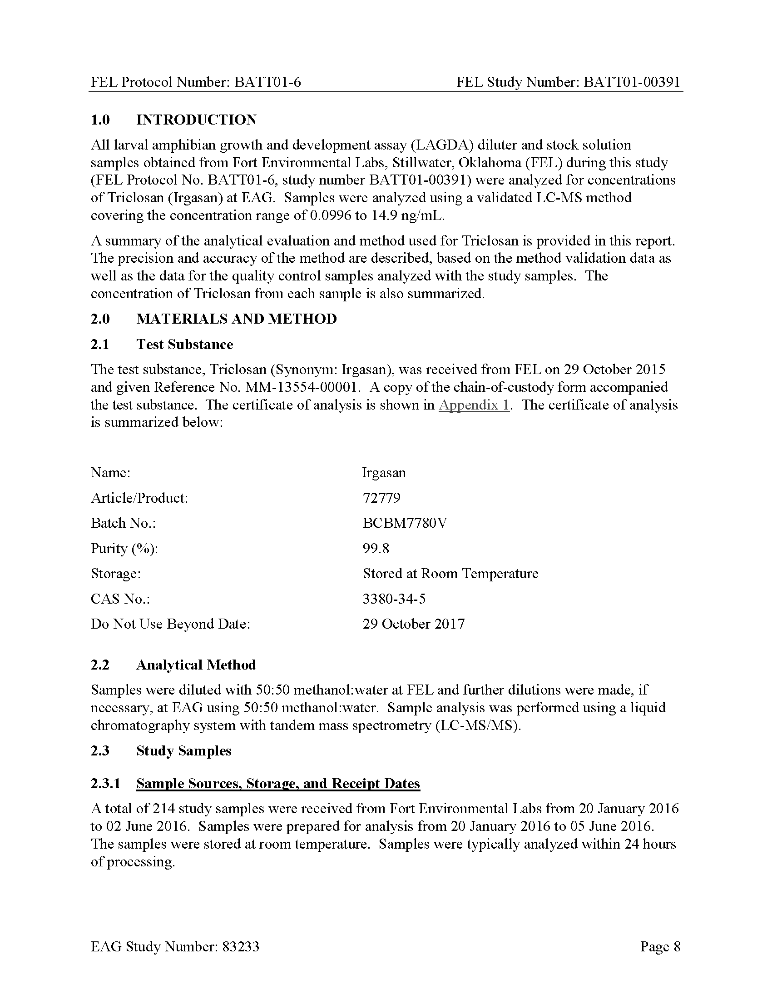 FEL Protocol Number: BATT01-6 FEL Study Number: BATT01-00391
1.0 INTRODUCTION
All larval amphibian growth and development assay (LAGDA) diluter and stock solution
samples obtained from Fort Environmental Labs, Stillwater, Oklahoma (FEL) during this study
(FEL Protocol No. BATT01-6, study number BATT01-00391) were analyzed for concentrations
of Triclosan (Irgasan) at EAG. Samples were analyzed using a validated LC-MS method
covering the concentration range of 0.0996 to 14.9 ng/mL.
A summary of the analytical evaluation and method used for Triclosan is provided in this report.
The precision and accuracy of the method are described, based on the method validation data as
well as the data for the quality control samples analyzed with the study samples. The
concentration of Triclosan from each sample is also summarized.
2.0 MATERIALS AND METHOD
2.1 Test Substance
The test substance, Triclosan (Synonym: Irgasan), was received from FEL on 29 October 2015
and given Reference No. MM-13554-00001. A copy of the chain-of-custody form accompanied
the test substance. The certificate of analysis is shown in Appendix 1. The certificate of analysis
is summarized below:
Name: Irgasan
Article/Product: 72779
Batch No.: BCBM7780V
Purity (%): 99.8
Storage: Stored at Room Temperature
CAS No.: 3380-34-5
Do Not Use Beyond Date: 29 October 2017
2.2 Analytical Method
Samples were diluted with 50:50 methanol:water at FEL and further dilutions were made, if
necessary, at EAG using 50:50 methanol:water. Sample analysis was performed using a liquid
chromatography system with tandem mass spectrometry (LC-MS/MS).
2.3 Study Samples
2.3.1 Sample Sources, Storage, and Receipt Dates
A total of 214 study samples were received from Fort Environmental Labs from 20 January 2016
to 02 June 2016. Samples were prepared for analysis from 20 January 2016 to 05 June 2016.
The samples were stored at room temperature. Samples were typically analyzed within 24 hours
of processing.
EAG Study Number: 83233 Page 8